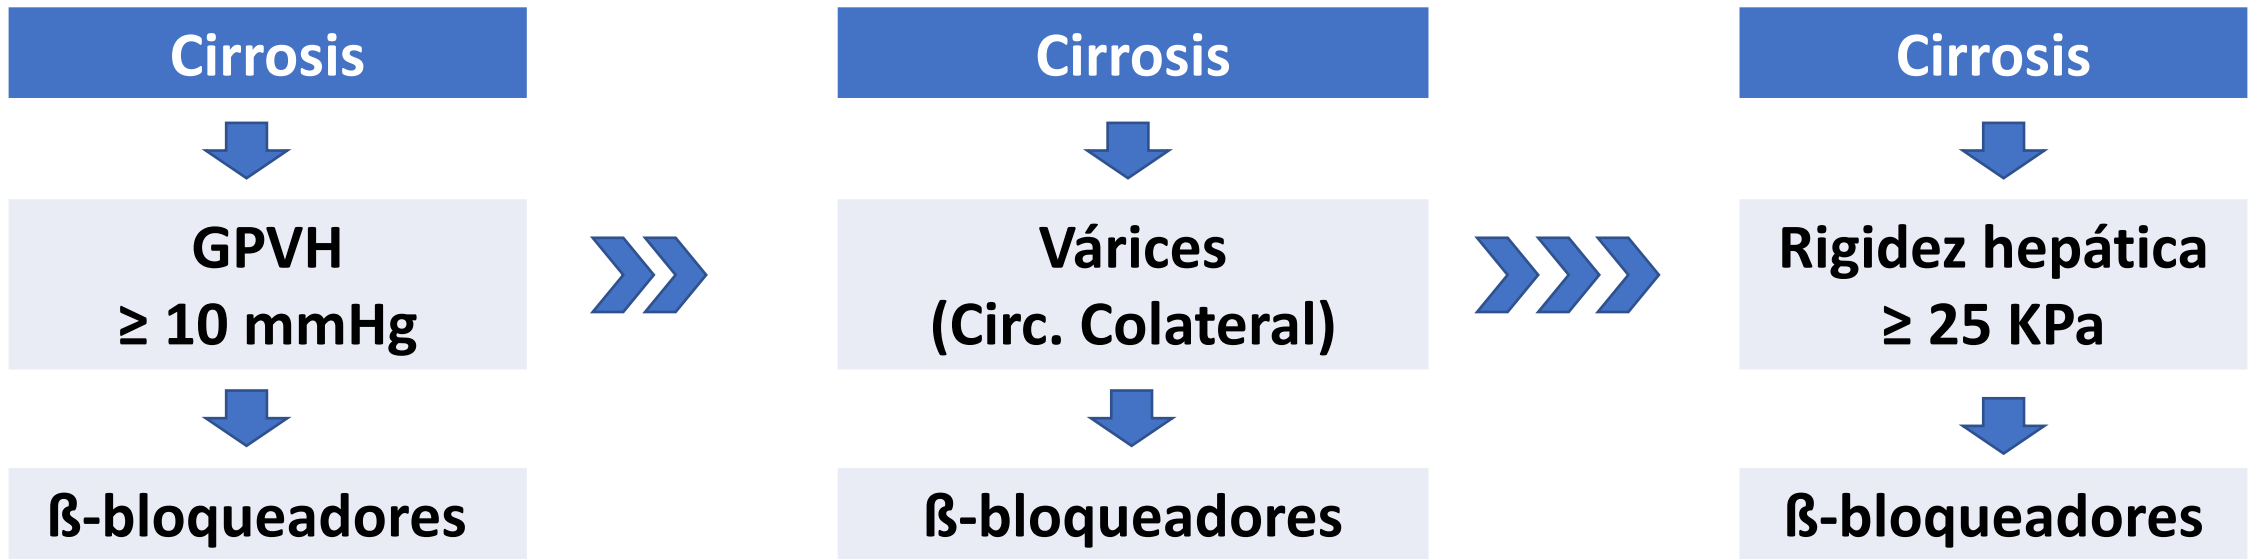 Cirrosis
GPVH
≥ 10 mmHg
ß-bloqueadores
Cirrosis
Várices
(Circ. Colateral)
ß-bloqueadores
Cirrosis
Rigidez hepática
≥ 25 KPa
ß-bloqueadores